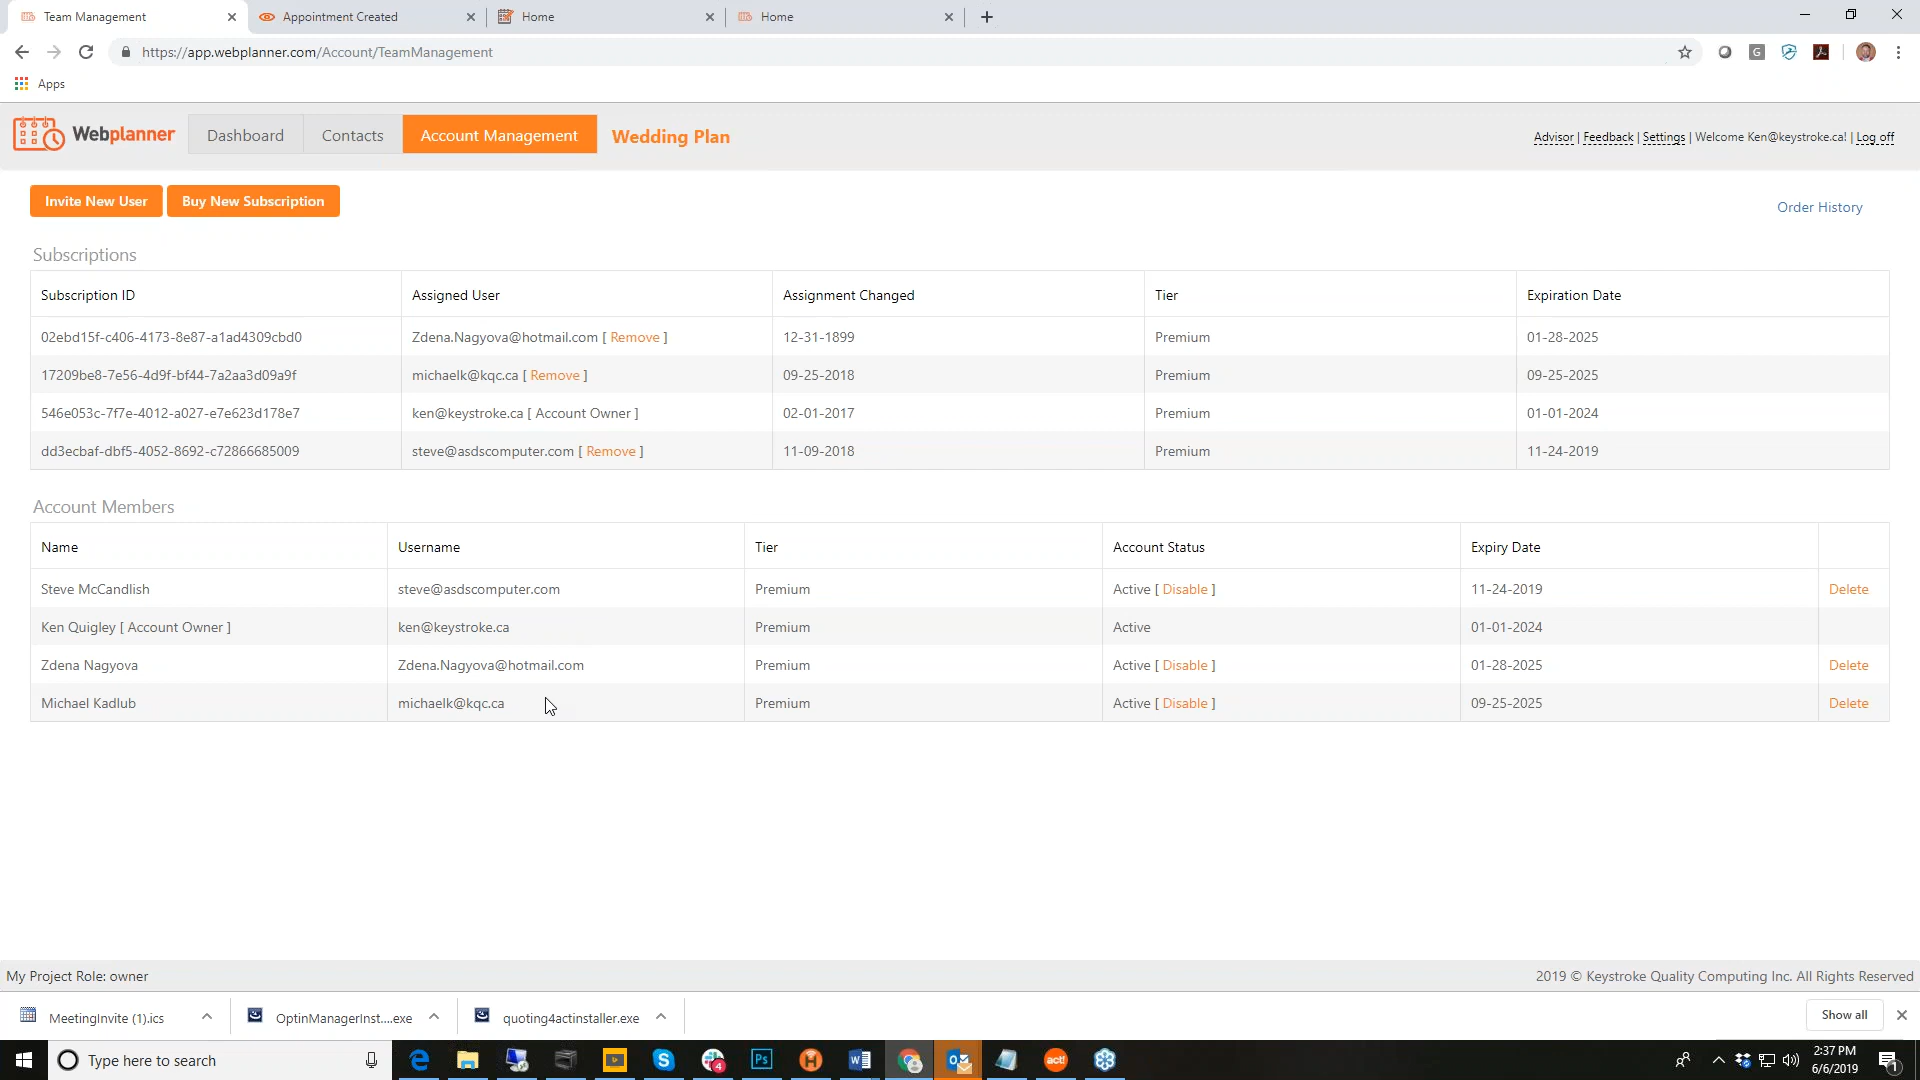 Team Management
Appointment Created
Home
Home
https://app.webplanner.com/Account/TeamManagement
Apps
Webplanner
Dashboard
Contacts
Account Management
Wedding Plan
Advisor | Feedback | Settings | Welcome Ken@keystroke.ca! | Log off
Invite New User
Buy New Subscription
Order History
Subscriptions
Subscription ID Assigned User Assignment Changed Tier Expiration Date
02ebd15f-c406-4173-8e87-a1ad4309cbd0 Zdena.Nagyova@hotmail.com [ Remove ] 12-31-1899 Premium 01-28-2025
17209be8-7e56-4d9f-bf44-7a2aa3d09a9f michaelk@kqc.ca [ Remove ] 09-25-2018 Premium 09-25-2025
546e053c-7f7e-4012-a027-e7e623d178e7 ken@keystroke.ca [ Account Owner ] 02-01-2017 Premium 01-01-2024
dd3ecbaf-dbf5-4052-8692-c72866685009 steve@asdscomputer.com [ Remove ] 11-09-2018 Premium 11-24-2019
Account Members
Name Username Tier Account Status Expiry Date
Steve McCandlish steve@asdscomputer.com Premium Active [ Disable ] 11-24-2019 Delete
Ken Quigley [ Account Owner ] ken@keystroke.ca Premium Active 01-01-2024
Zdena Nagyova Zdena.Nagyova@hotmail.com Premium Active [ Disable ] 01-28-2025 Delete
Michael Kadlub michaelk@kqc.ca Premium Active [ Disable ] 09-25-2025 Delete
My Project Role: owner
2019 © Keystroke Quality Computing Inc. All Rights Reserved
MeetingInvite (1).ics
OptinManagerInst....exe
quoting4actinstaller.exe
Show all
Type here to search
act!
4
2:37 PM
6/6/2019
1